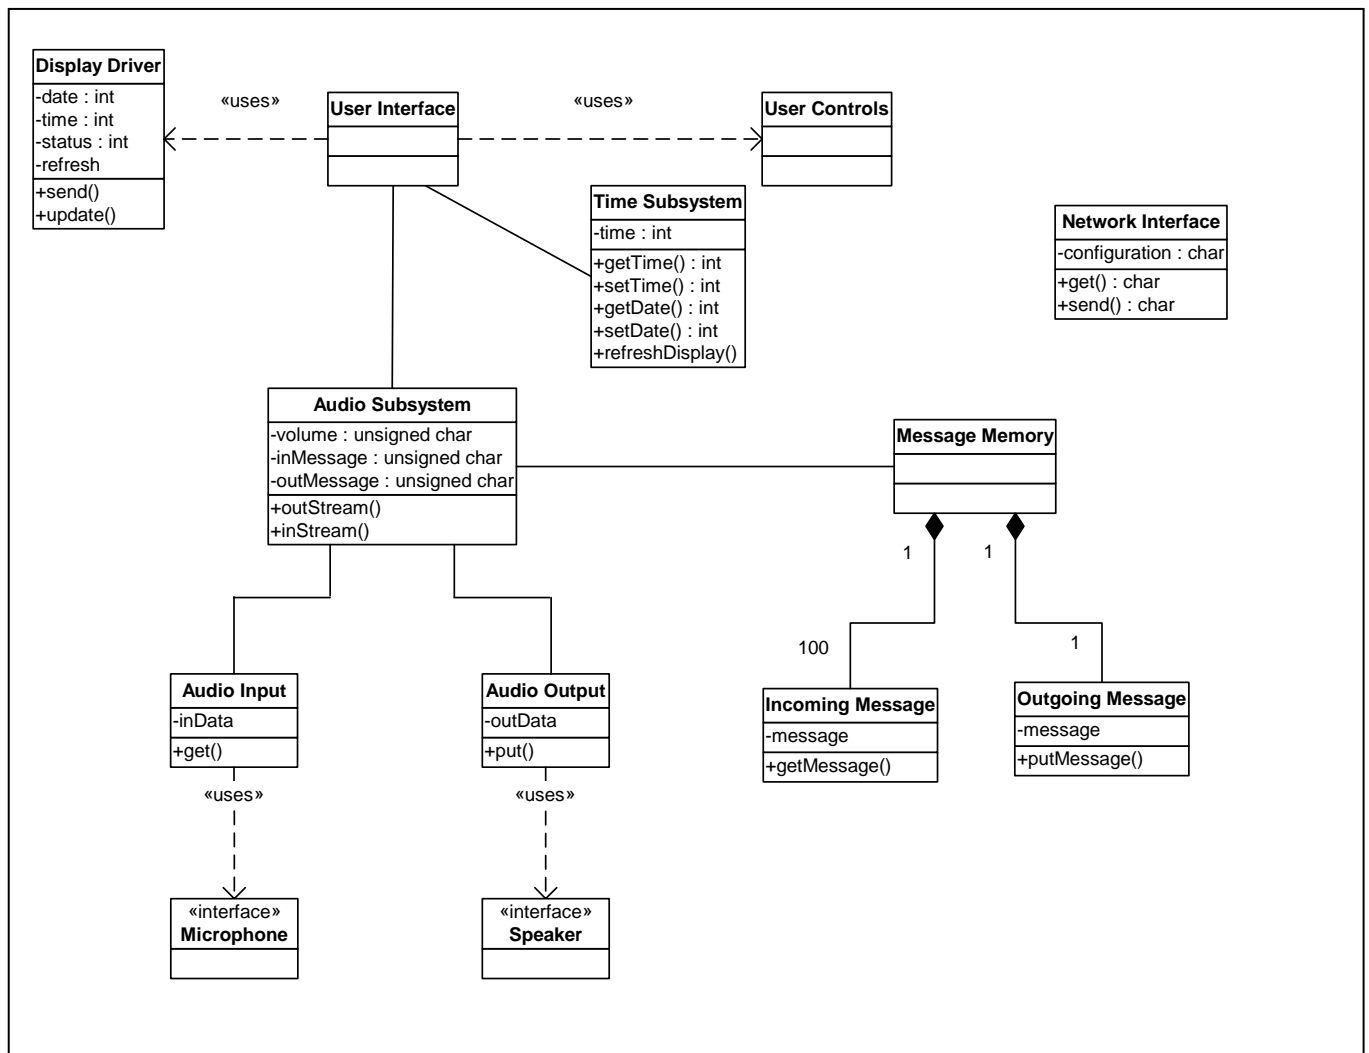 Display Driver
-date : int
-time : int
-status : int
-refresh
+send()
+update()
«uses»
User Interface
«uses»
User Controls
Time Subsystem
-time : int
+getTime() : int
+setTime() : int
+getDate() : int
+setDate() : int
+refreshDisplay()
Network Interface
-configuration : char
+get() : char
+send() : char
Audio Subsystem
-volume : unsigned char
-inMessage : unsigned char
-outMessage : unsigned char
+outStream()
+inStream()
Message Memory
1
1
100
1
Audio Input
-inData
+get()
Audio Output
-outData
+put()
Incoming Message
-message
+getMessage()
Outgoing Message
-message
+putMessage()
«uses»
«uses»
«interface»
Microphone
«interface»
Speaker